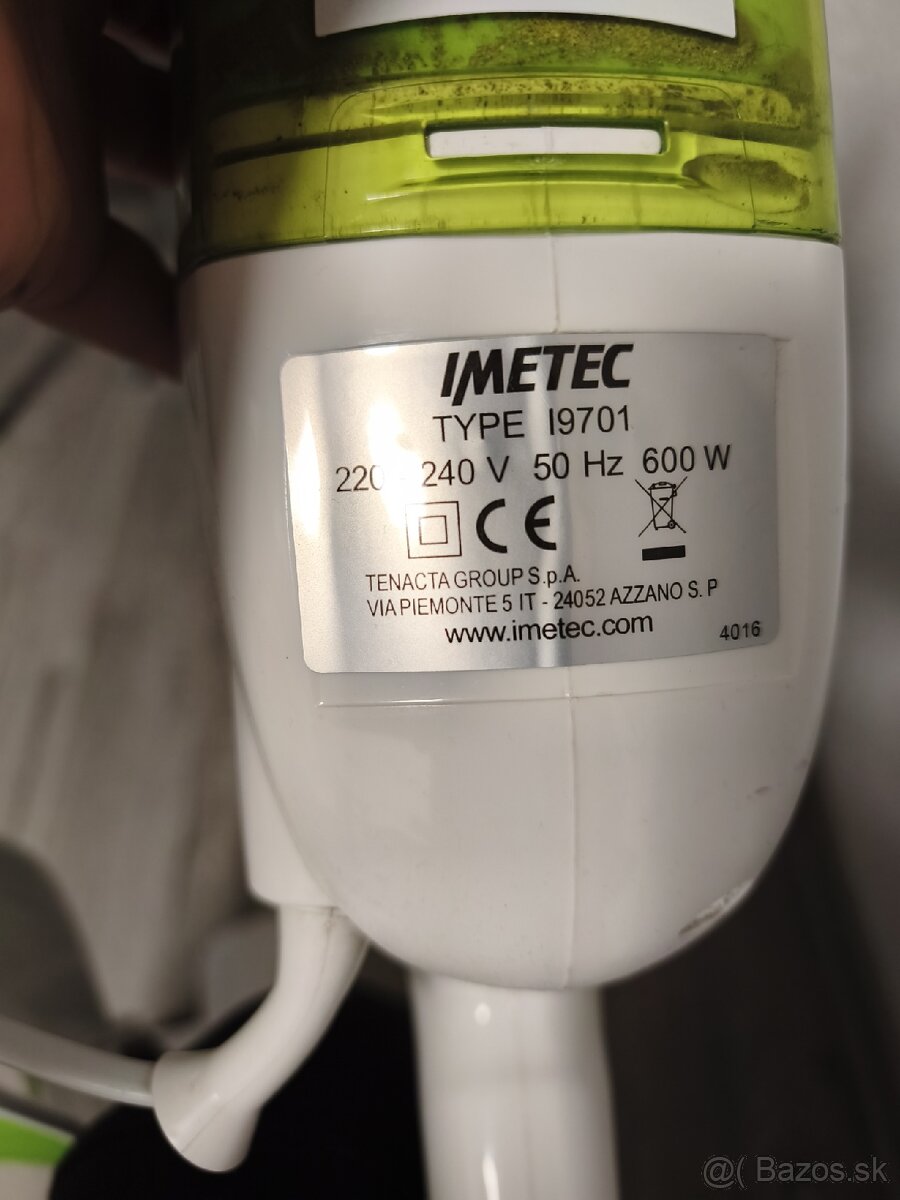 IMETEC
TYPE I9701
220 - 240 V 50 Hz 600 W
CE
TENACTA GROUP S.p.A.
VIA PIEMONTE 5 IT - 24052 AZZANO S. P
www.imetec.com
4016
@( Bazos.sk